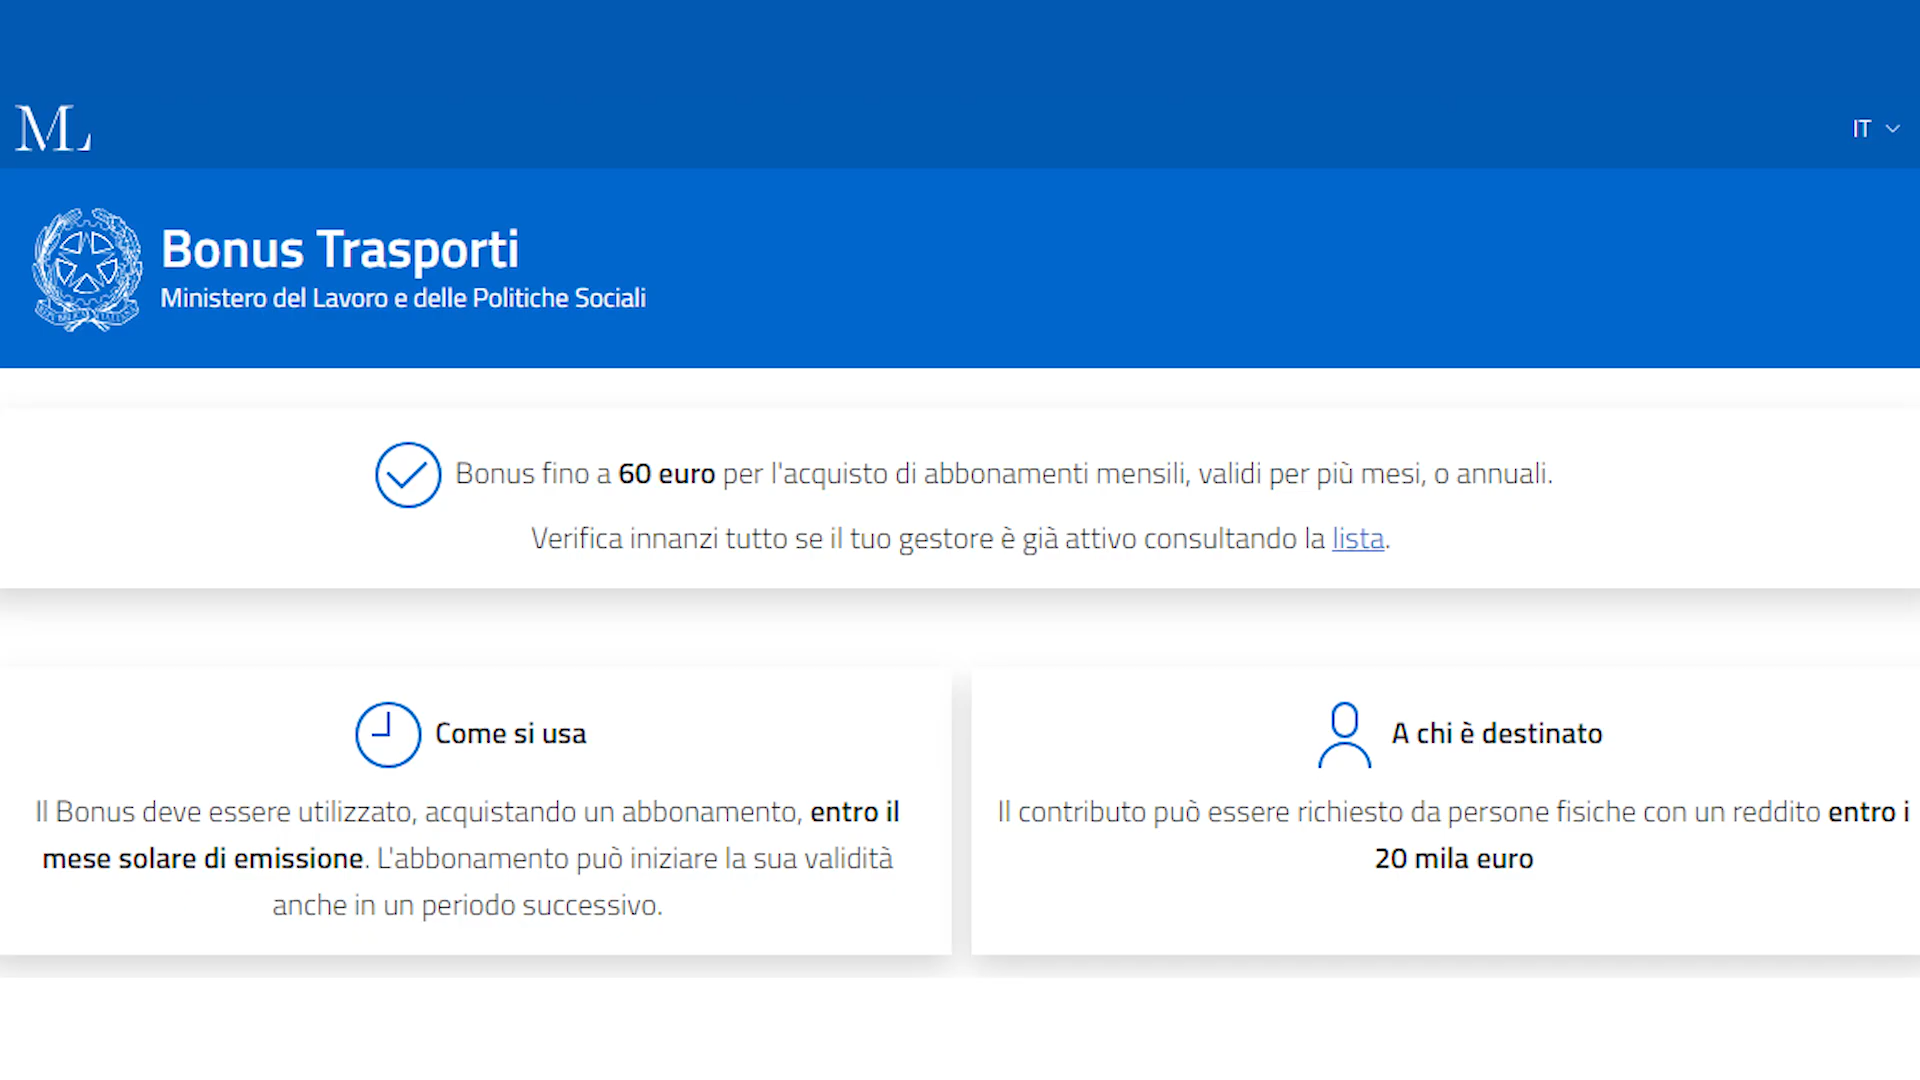 ML
IT
Bonus Trasporti
Ministero del Lavoro e delle Politiche Sociali
Bonus fino a 60 euro per l'acquisto di abbonamenti mensili, validi per più mesi, o annuali.
Verifica innanzi tutto se il tuo gestore è già attivo consultando la lista.
Come si usa
Il Bonus deve essere utilizzato, acquistando un abbonamento, entro il
mese solare di emissione. L'abbonamento può iniziare la sua validità
anche in un periodo successivo.
A chi è destinato
Il contributo può essere richiesto da persone fisiche con un reddito entro i
20 mila euro